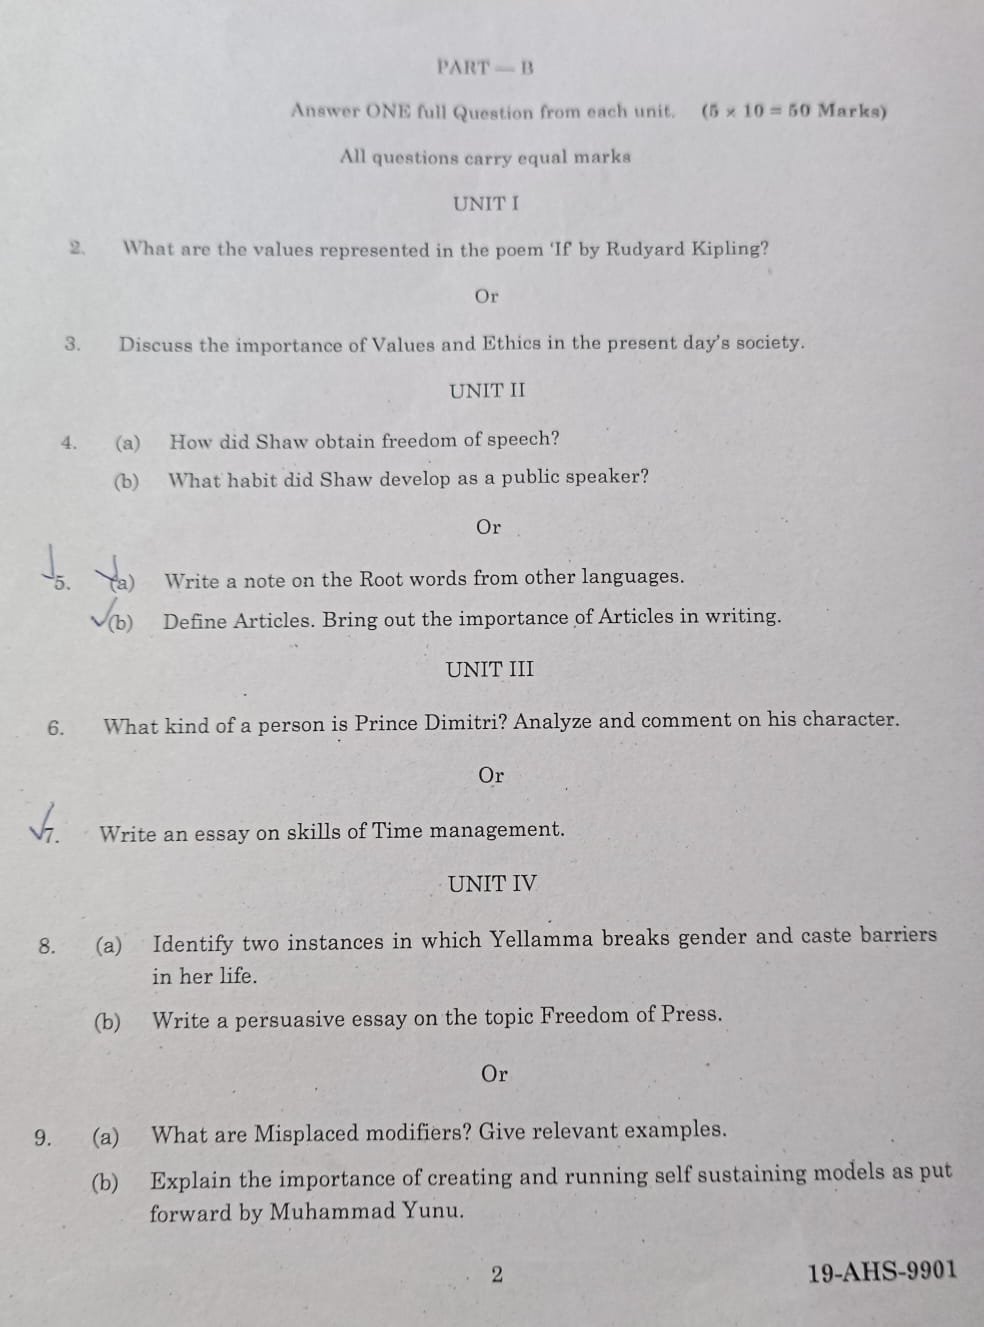 PART — B
Answer ONE full Question from each unit. (5 × 10 = 50 Marks)
All questions carry equal marks
UNIT I
2. What are the values represented in the poem 'If' by Rudyard Kipling?
Or
3. Discuss the importance of Values and Ethics in the present day's society.
UNIT II
4. (a) How did Shaw obtain freedom of speech?
(b) What habit did Shaw develop as a public speaker?
Or
5. (a) Write a note on the Root words from other languages.
(b) Define Articles. Bring out the importance of Articles in writing.
UNIT III
6. What kind of a person is Prince Dimitri? Analyze and comment on his character.
Or
7. Write an essay on skills of Time management.
UNIT IV
8. (a) Identify two instances in which Yellamma breaks gender and caste barriers
in her life.
(b) Write a persuasive essay on the topic Freedom of Press.
Or
9. (a) What are Misplaced modifiers? Give relevant examples.
(b) Explain the importance of creating and running self sustaining models as put
forward by Muhammad Yunu.
2 19-AHS-9901